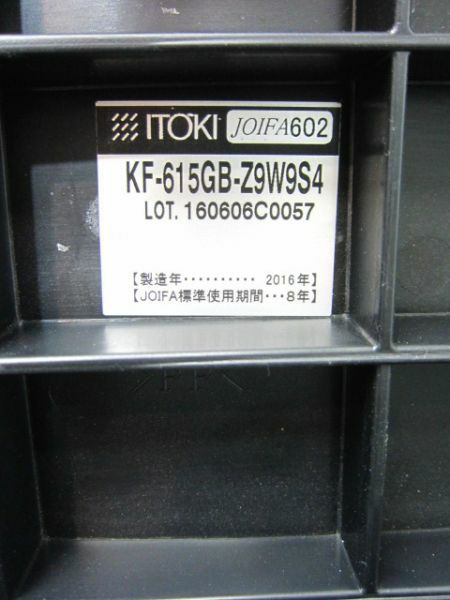 ITOKI JOIFA602
KF-615GB-Z9W9S4
LOT. 160606C0057
【製造年‥‥‥‥‥ 2016年】
【JOIFA標準使用期間…8年】